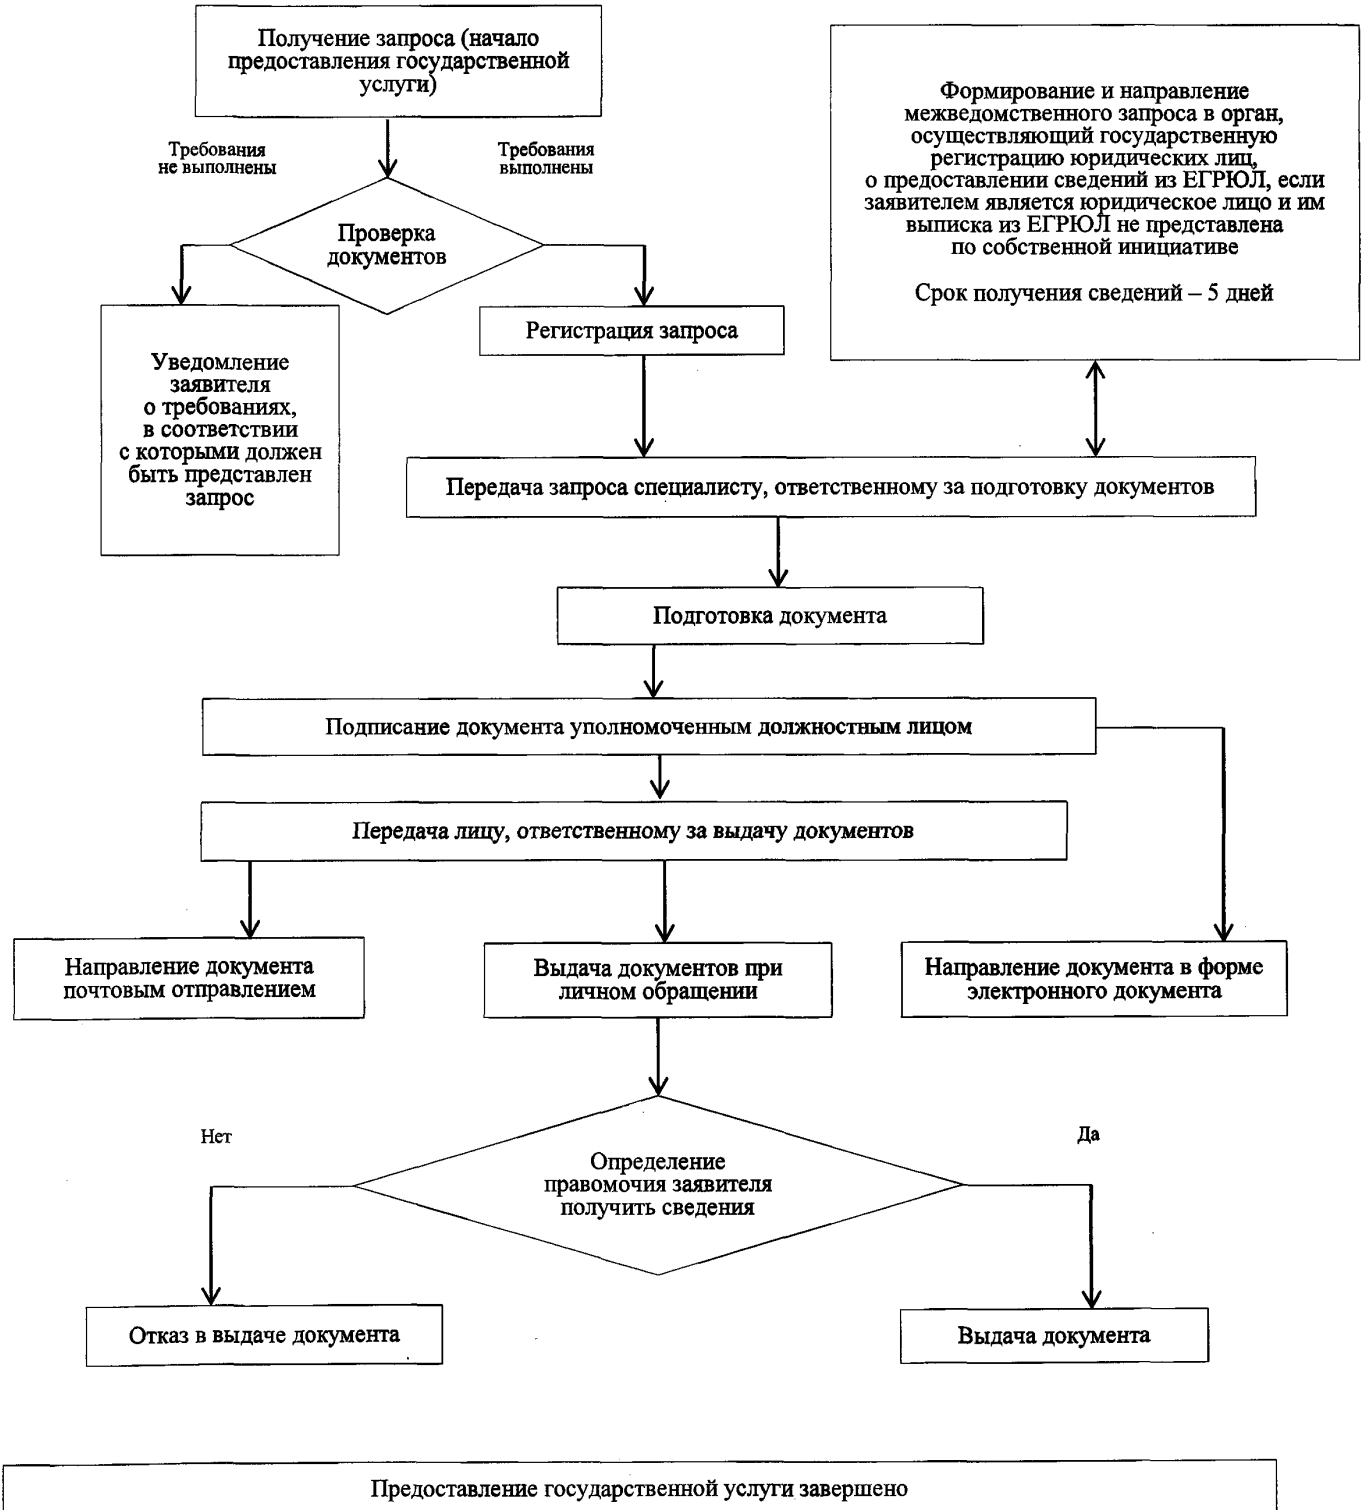 Получение запроса (начало
предоставления государственной
услуги)
Формирование и направление
межведомственного запроса в орган,
осуществляющий государственную
регистрацию юридических лиц,
о предоставлении сведений из ЕГРЮЛ, если
заявителем является юридическое лицо и им
выписка из ЕГРЮЛ не представлена
по собственной инициативе
Срок получения сведений – 5 дней
Требования
не выполнены
Требования
выполнены
Проверка
документов
Регистрация запроса
Уведомление
заявителя
о требованиях,
в соответствии
с которыми должен
быть представлен
запрос
Передача запроса специалисту, ответственному за подготовку документов
Подготовка документа
Подписание документа уполномоченным должностным лицом
Передача лицу, ответственному за выдачу документов
Направление документа
почтовым отправлением
Выдача документов при
личном обращении
Направление документа в форме
электронного документа
Нет
Да
Определение
правомочия заявителя
получить сведения
Отказ в выдаче документа
Выдача документа
Предоставление государственной услуги завершено